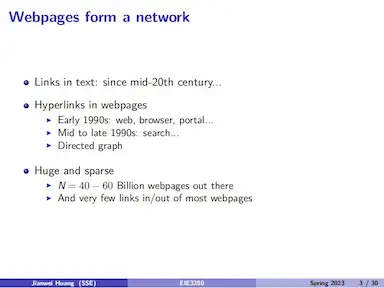 Webpages form a network
Links in text: since mid-20th century...
Hyperlinks in webpages
Early 1990s: web, browser, portal...
Mid to late 1990s: search...
Directed graph
Huge and sparse
N = 40 − 60 Billion webpages out there
And very few links in/out of most webpages
Jianwei Huang (SSE) EIE3280 Spring 2023 3 / 30